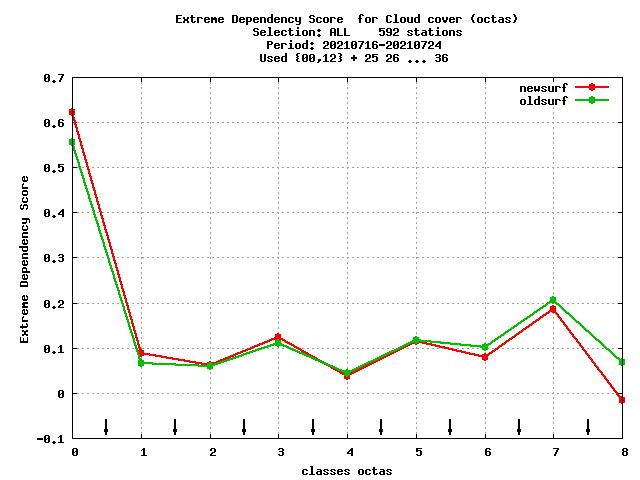 Extreme Dependency Score  for Cloud cover (octas)
Selection: ALL    592 stations
Period: 20210716-20210724
Used {00,12} + 25 26 ... 36
newsurf
oldsurf
0.7
0.6
0.5
0.4
0.3
0.2
0.1
0
-0.1
Extreme Dependency Score
0 1 2 3 4 5 6 7 8
classes octas